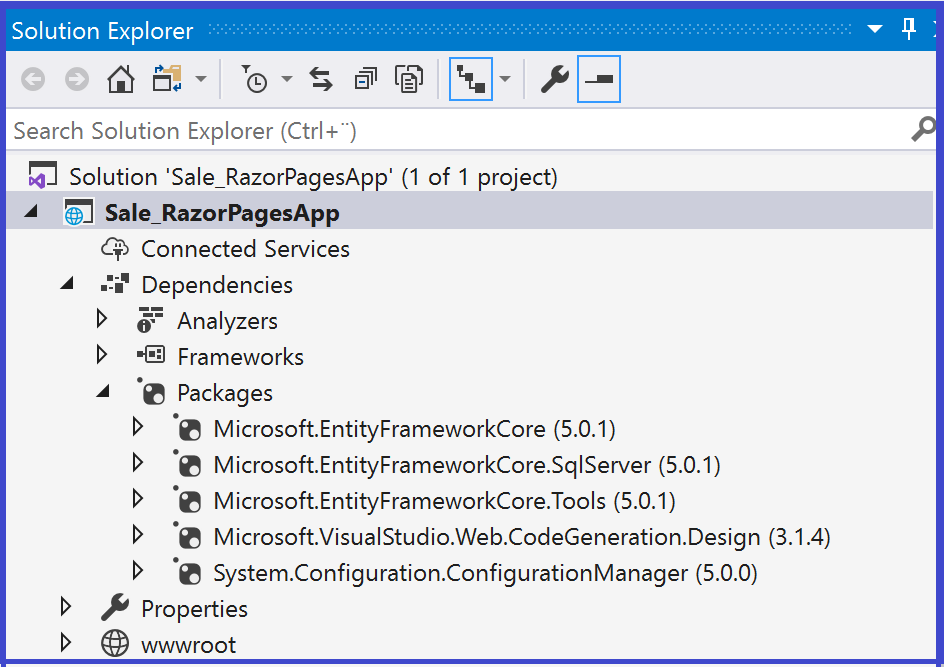 Solution Explorer
Search Solution Explorer (Ctrl+¨)
Solution 'Sale_RazorPagesApp' (1 of 1 project)
Sale_RazorPagesApp
Connected Services
Dependencies
Analyzers
Frameworks
Packages
Microsoft.EntityFrameworkCore (5.0.1)
Microsoft.EntityFrameworkCore.SqlServer (5.0.1)
Microsoft.EntityFrameworkCore.Tools (5.0.1)
Microsoft.VisualStudio.Web.CodeGeneration.Design (3.1.4)
System.Configuration.ConfigurationManager (5.0.0)
Properties
wwwroot